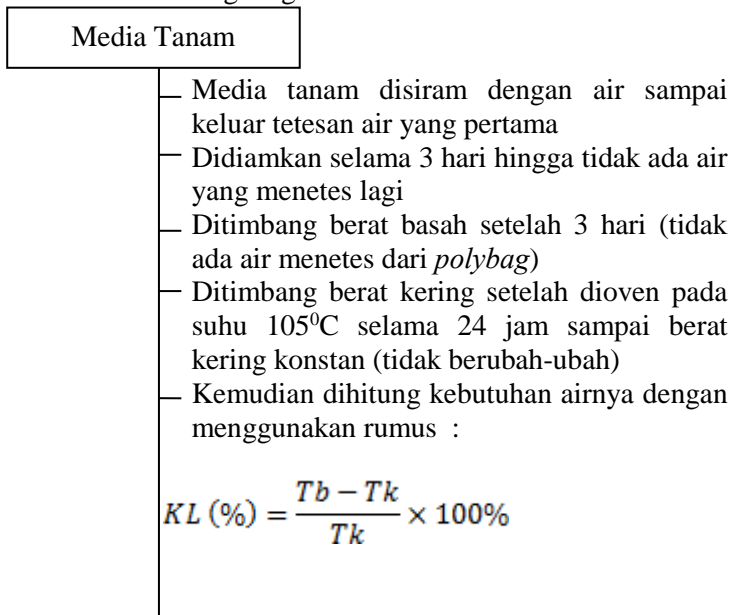 Media Tanam
Media tanam disiram dengan air sampai
keluar tetesan air yang pertama
Didiamkan selama 3 hari hingga tidak ada air
yang menetes lagi
Ditimbang berat basah setelah 3 hari (tidak
ada air menetes dari polybag)
Ditimbang berat kering setelah dioven pada
suhu 105⁰C selama 24 jam sampai berat
kering konstan (tidak berubah-ubah)
Kemudian dihitung kebutuhan airnya dengan
menggunakan rumus :
KL (%) = (Tb − Tk) / Tk × 100%